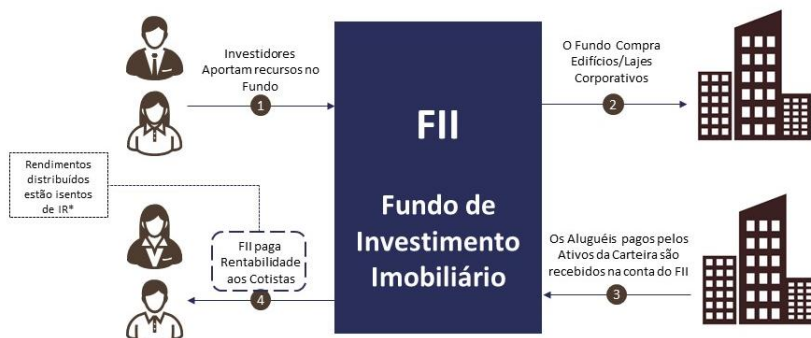 Investidores
Aportam recursos no
Fundo
1
O Fundo Compra
Edifícios/Lajes
Corporativos
2
FII
Fundo de
Investimento
Imobiliário
Rendimentos
distribuídos
estão isentos
de IR*
FII paga
Rentabilidade
aos Cotistas
4
Os Aluguéis pagos pelos
Ativos da Carteira são
recebidos na conta do FII
3